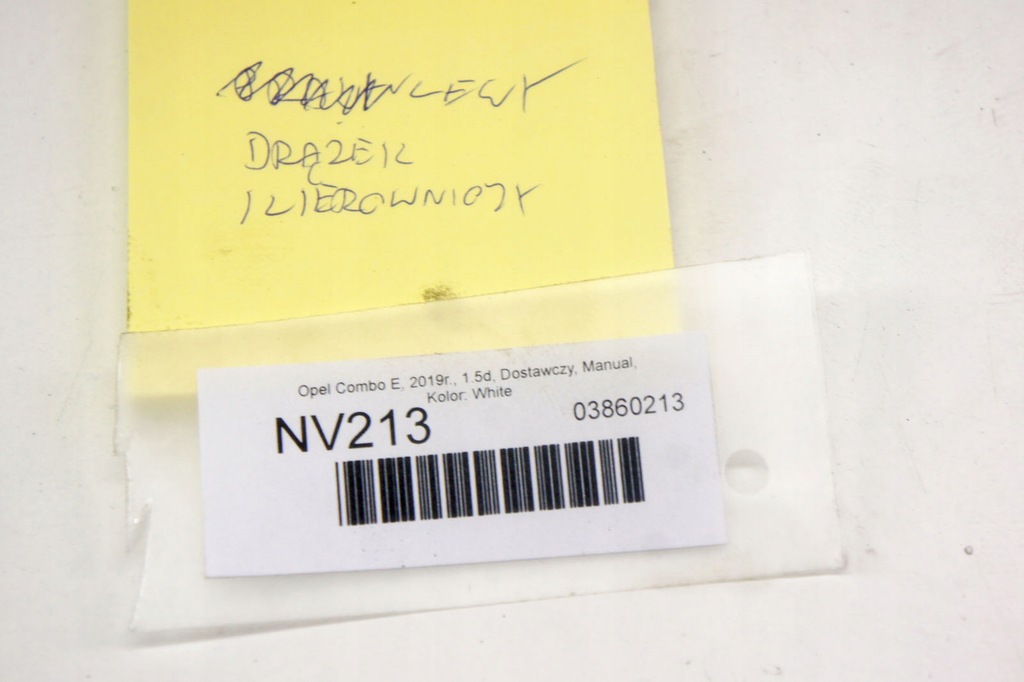 LEWY
DRĄŻEK
KIEROWNICZY
Opel Combo E, 2019r., 1.5d, Dostawczy, Manual,
Kolor: White
NV213
03860213